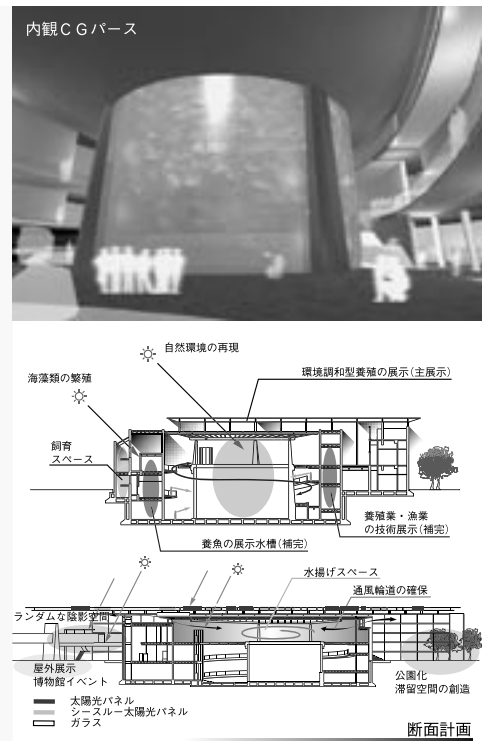 内観ＣＧパース
自然環境の再現
海藻類の繁殖
環境調和型養殖の展示(主展示)
飼育
スペース
養殖業・漁業
の技術展示(補完)
養魚の展示水槽(補完)
水揚げスペース
通風輪道の確保
ランダムな陰影空間
屋外展示
博物館イベント
公園化
滞留空間の創造
太陽光パネル
シースルー太陽光パネル
ガラス
断面計画